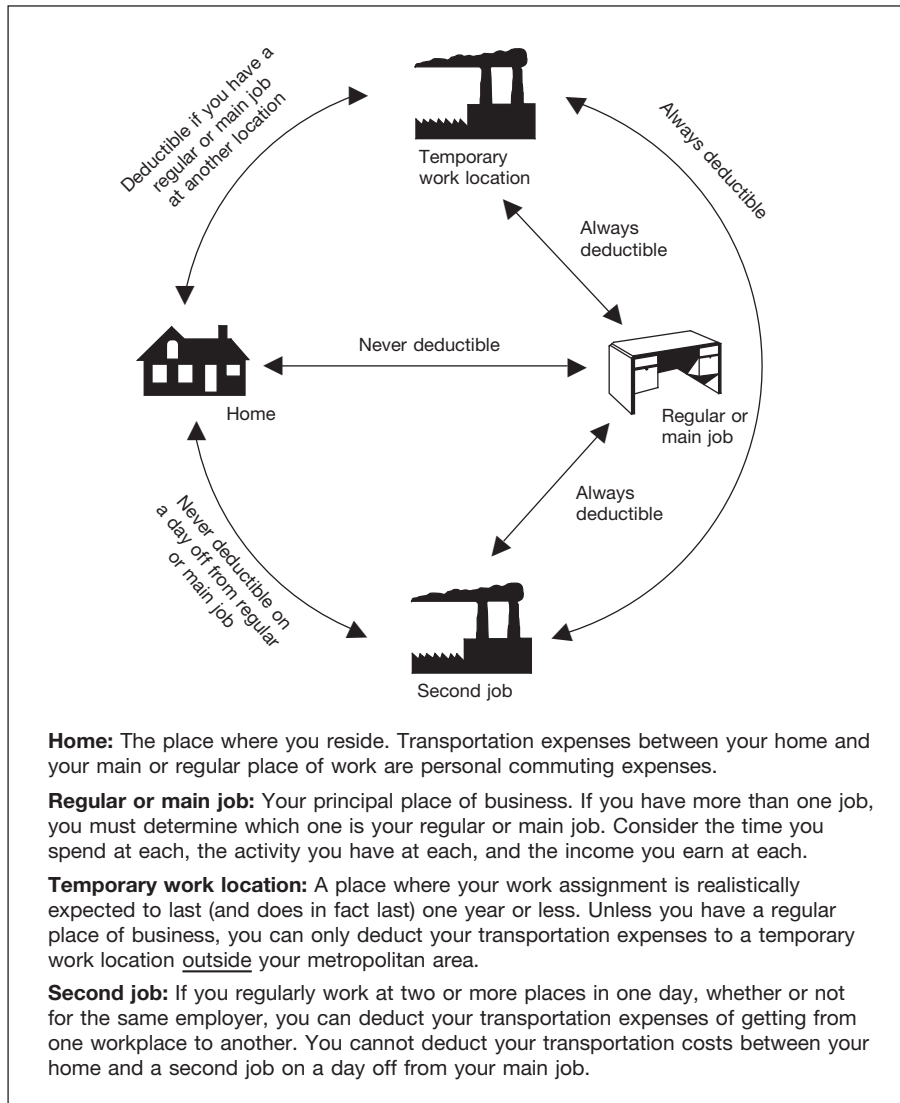 Deductible if you have a
regular or main job
at another location
Temporary
work location
Always deductible
Always
deductible
Never deductible
Home
Regular or
main job
Always
deductible
Never deductible on
a day off from regular
or main job
Second job
Home: The place where you reside. Transportation expenses between your home and
your main or regular place of work are personal commuting expenses.
Regular or main job: Your principal place of business. If you have more than one job,
you must determine which one is your regular or main job. Consider the time you
spend at each, the activity you have at each, and the income you earn at each.
Temporary work location: A place where your work assignment is realistically
expected to last (and does in fact last) one year or less. Unless you have a regular
place of business, you can only deduct your transportation expenses to a temporary
work location outside your metropolitan area.
Second job: If you regularly work at two or more places in one day, whether or not
for the same employer, you can deduct your transportation expenses of getting from
one workplace to another. You cannot deduct your transportation costs between your
home and a second job on a day off from your main job.